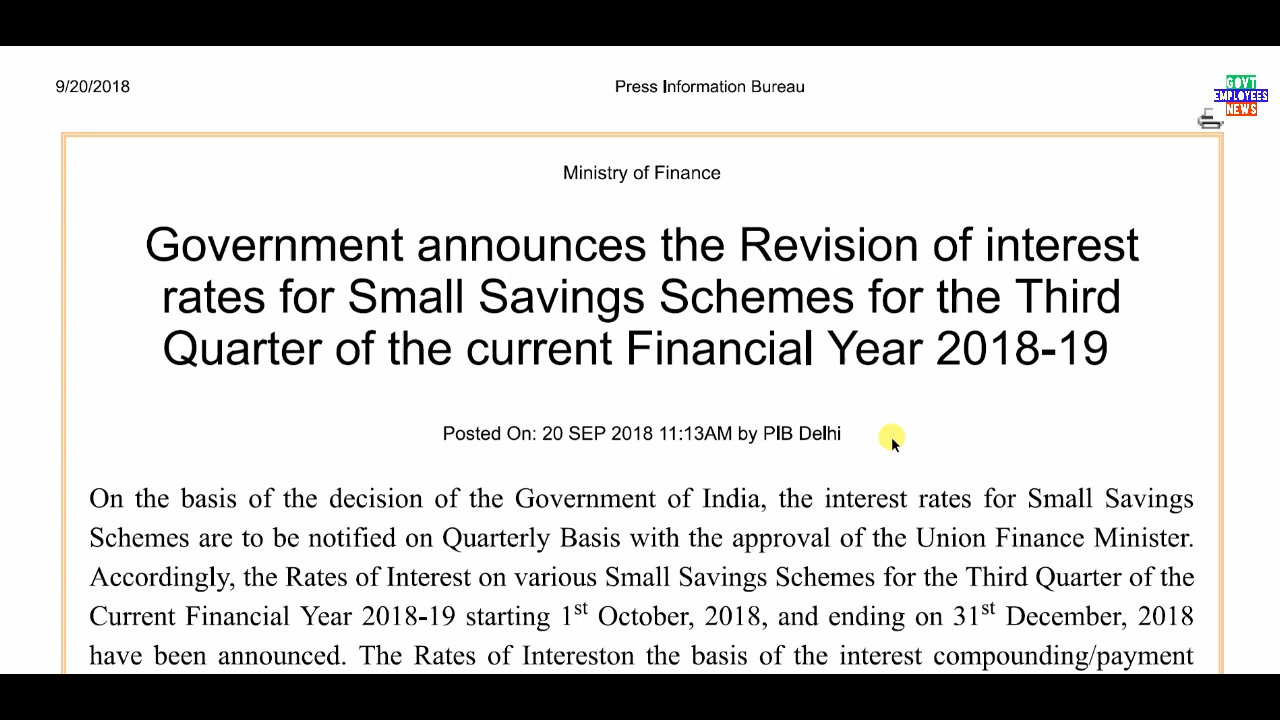 9/20/2018
Press Information Bureau
GOVT
EMPLOYEES
NEWS
Ministry of Finance
Government announces the Revision of interest
rates for Small Savings Schemes for the Third
Quarter of the current Financial Year 2018-19
Posted On: 20 SEP 2018 11:13AM by PIB Delhi
On the basis of the decision of the Government of India, the interest rates for Small Savings
Schemes are to be notified on Quarterly Basis with the approval of the Union Finance Minister.
Accordingly, the Rates of Interest on various Small Savings Schemes for the Third Quarter of the
Current Financial Year 2018-19 starting 1st October, 2018, and ending on 31st December, 2018
have been announced. The Rates of Intereston the basis of the interest compounding/payment